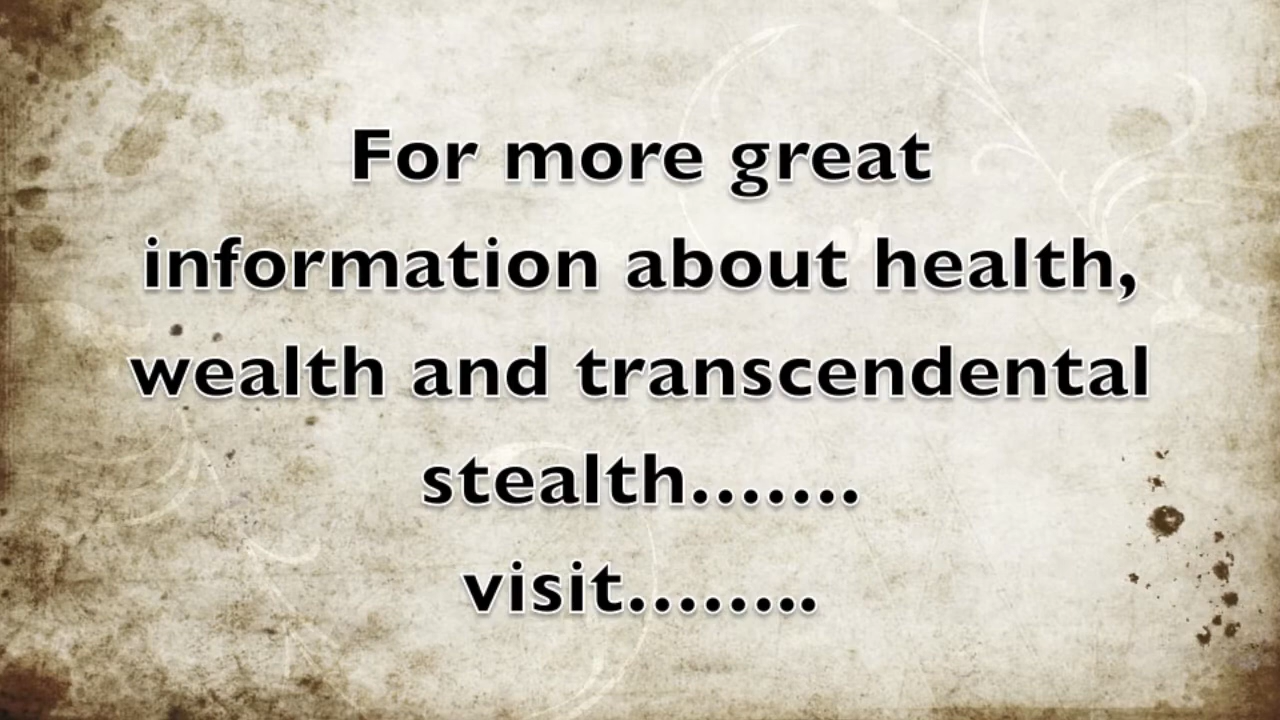 For more great
information about health,
wealth and transcendental
stealth.......
visit........